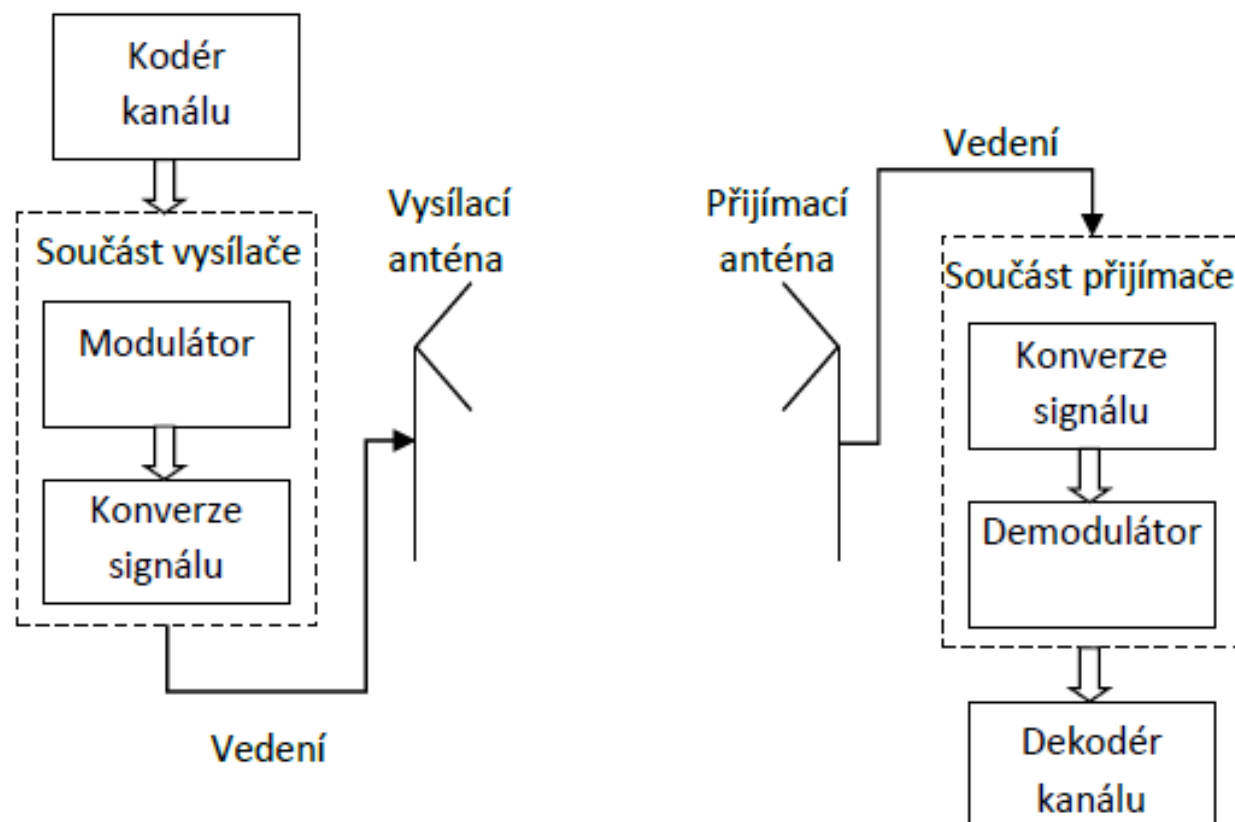 Kodér
kanálu
Součást vysílače
Modulátor
Konverze
signálu
Vedení
Vysílací
anténa
Přijímací
anténa
Vedení
Součást přijímače
Konverze
signálu
Demodulátor
Dekodér
kanálu